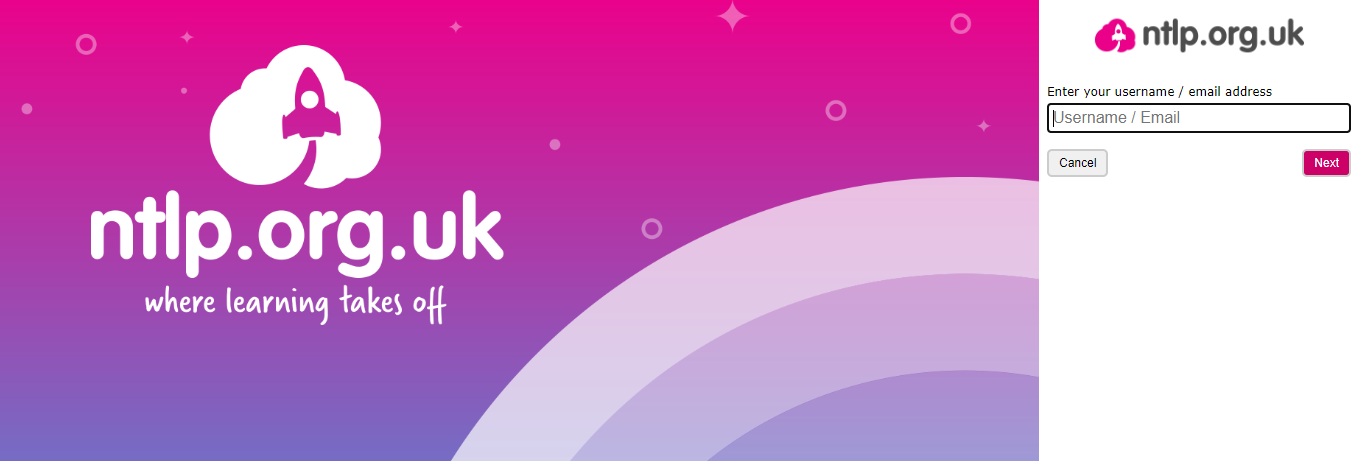 ntlp.org.uk
where learning takes off
ntlp.org.uk
Enter your username / email address
Username / Email
Cancel
Next